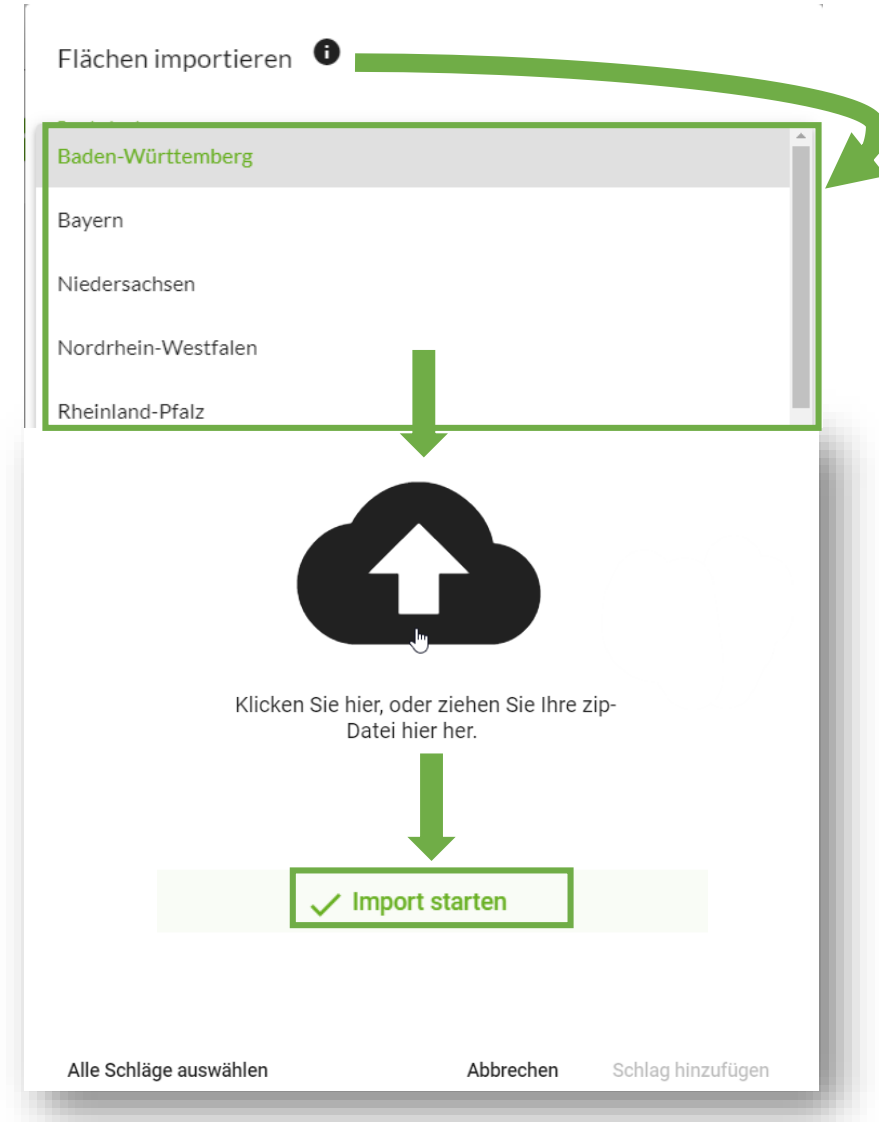 Flächen importieren
Baden-Württemberg
Bayern
Niedersachsen
Nordrhein-Westfalen
Rheinland-Pfalz
Klicken Sie hier, oder ziehen Sie Ihre zip-
Datei hier her.
Import starten
Alle Schläge auswählen Abbrechen Schlag hinzufügen